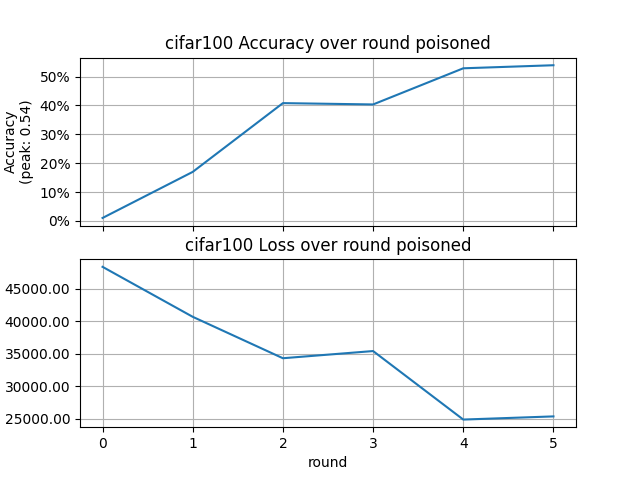 cifar100 Accuracy over round poisoned
Accuracy
(peak: 0.54)
50%
40%
30%
20%
10%
0%
cifar100 Loss over round poisoned
45000.00
40000.00
35000.00
30000.00
25000.00
0 1 2 3 4 5
round